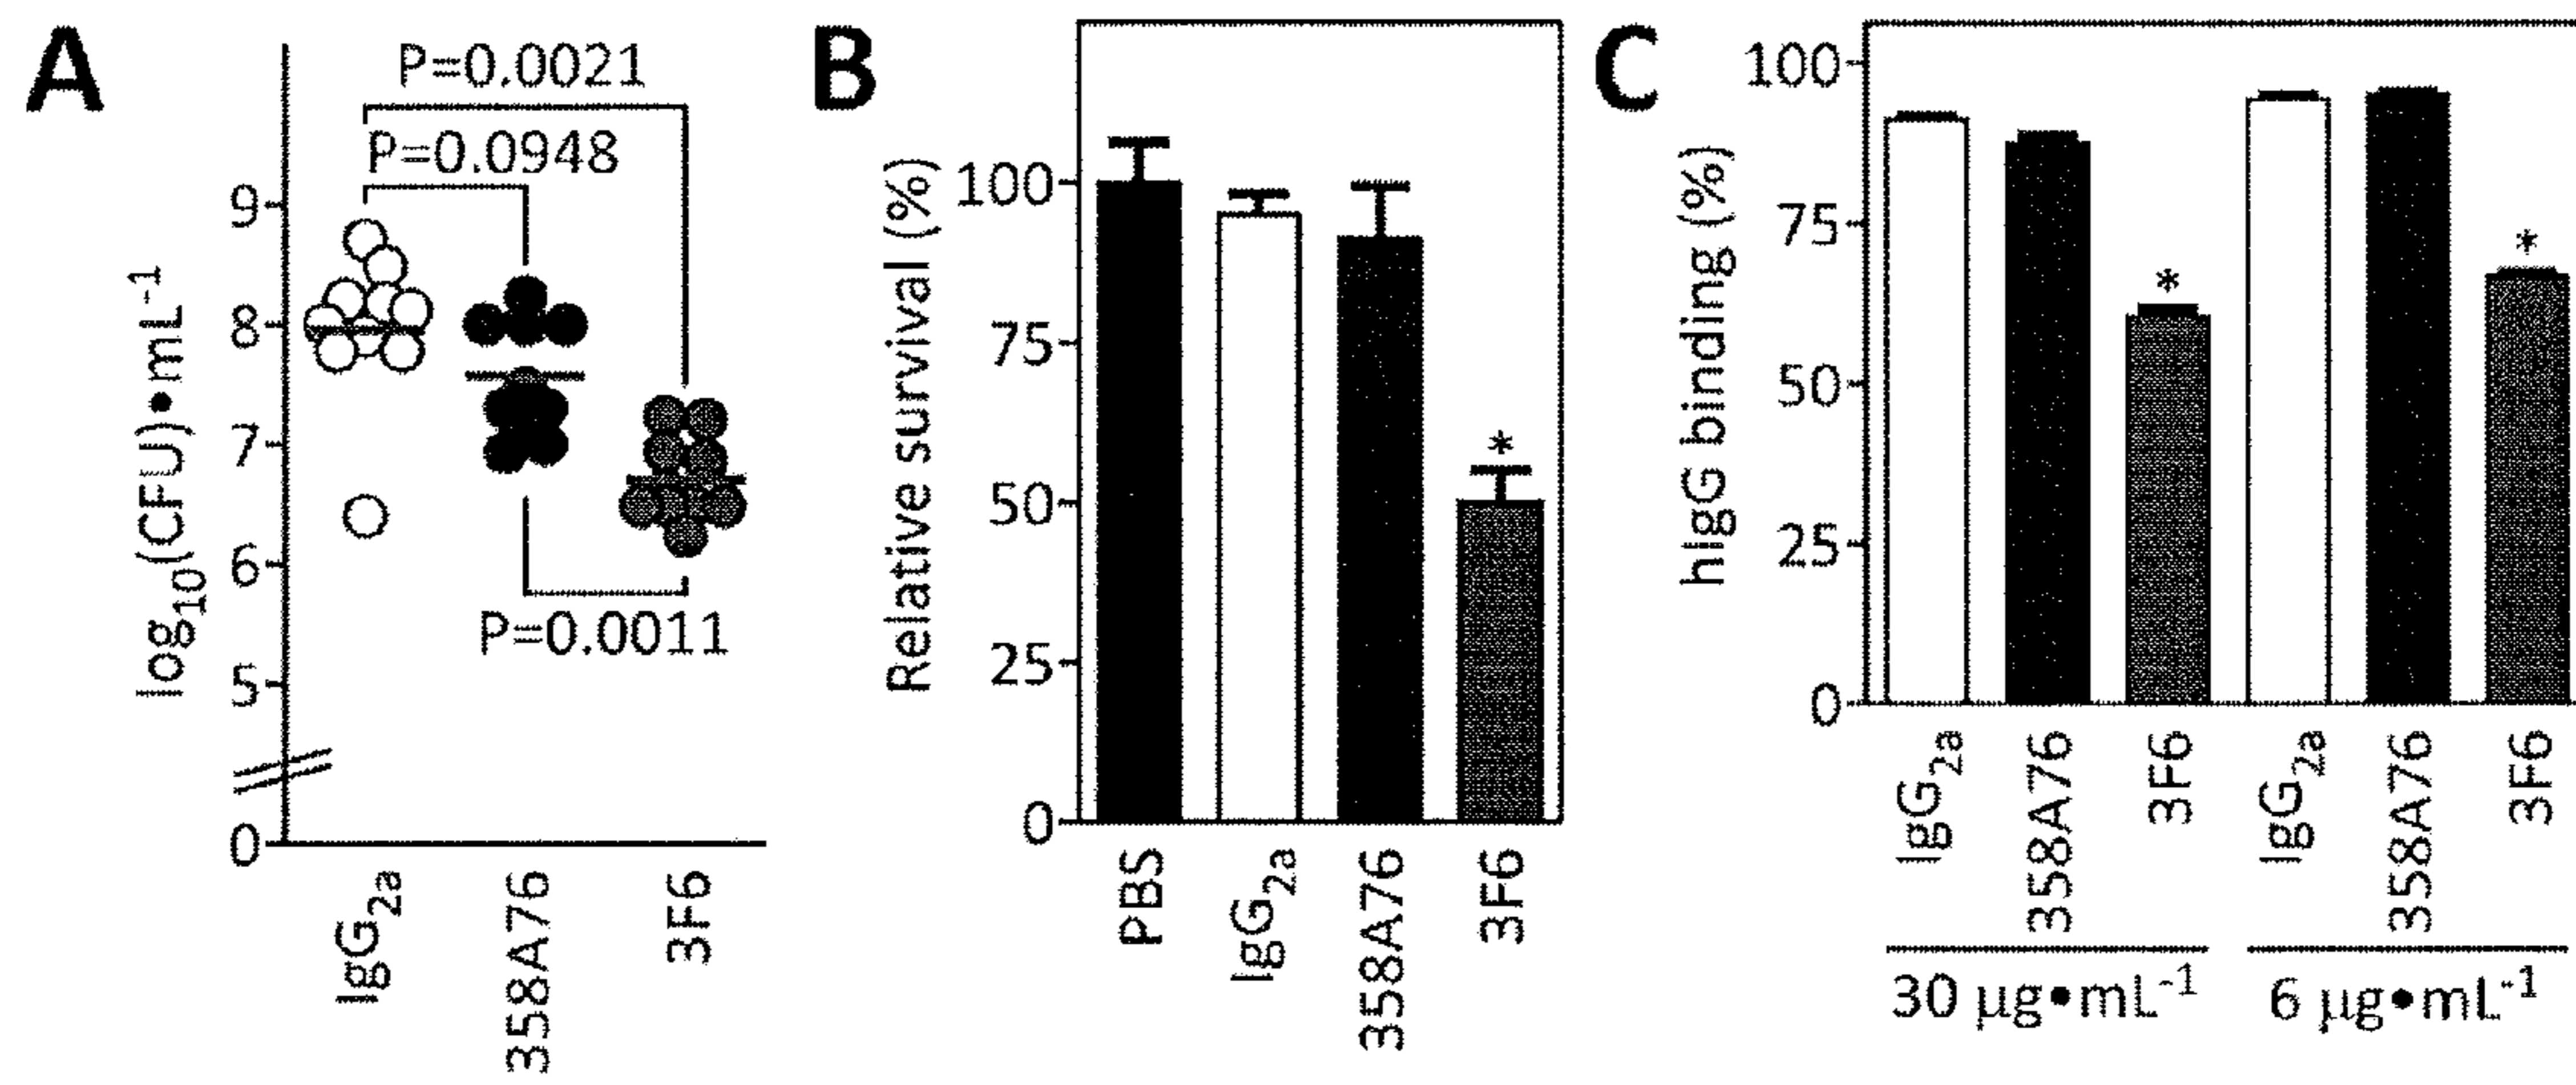 A
P=0.0021
P=0.0948
P=0.0011
log10(CFU)•mL-1
9
8
7
6
5
0
IgG2a
358A76
3F6
B
Relative survival (%)
100
75
50
25
0
*
PBS
IgG2a
358A76
3F6
C
hIgG binding (%)
100
75
50
25
0
*
*
IgG2a
358A76
3F6
IgG2a
358A76
3F6
30 µg•mL-1
6 µg•mL-1